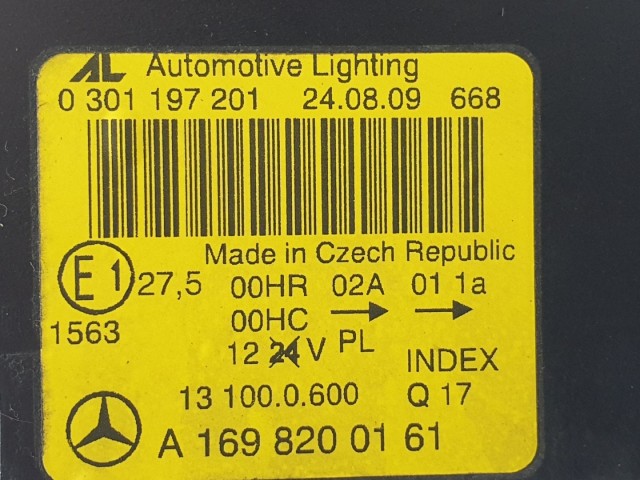 AL Automotive Lighting
0 301 197 201 24.08.09 668
Made in Czech Republic
E1 27,5 00HR 02A 01 1a
1563 00HC → →
12 24 V PL INDEX
13 100.0.600 Q 17
A 169 820 01 61